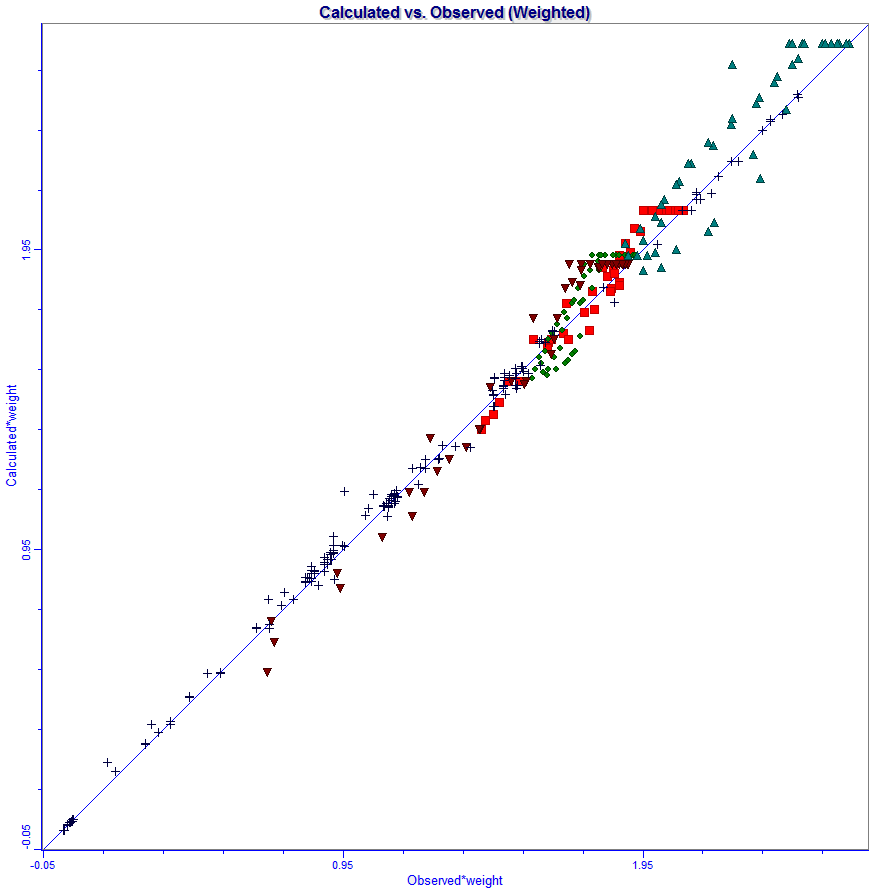 Calculated vs. Observed (Weighted)
1.95
Calculated*weight
0.95
-0.05
-0.05 0.95 1.95
Observed*weight